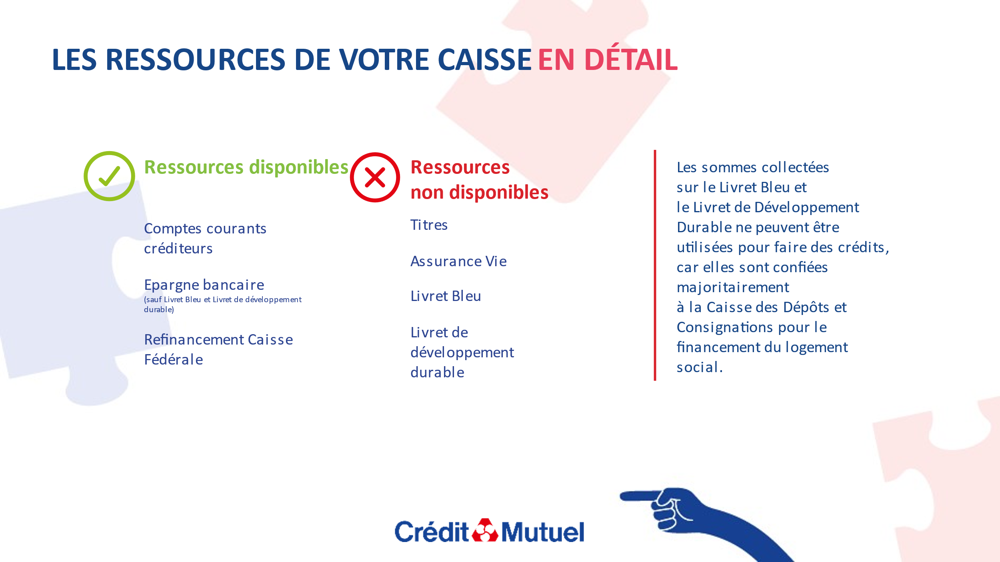 LES RESSOURCES DE VOTRE CAISSE EN DÉTAIL
Ressources disponibles
Comptes courants
créditeurs
Epargne bancaire
(sauf Livret Bleu et Livret de développement
durable)
Refinancement Caisse
Fédérale
Ressources
non disponibles
Titres
Assurance Vie
Livret Bleu
Livret de
développement
durable
Les sommes collectées
sur le Livret Bleu et
le Livret de Développement
Durable ne peuvent être
utilisées pour faire des crédits,
car elles sont confiées
majoritairement
à la Caisse des Dépôts et
Consignations pour le
financement du logement
social.
Crédit Mutuel